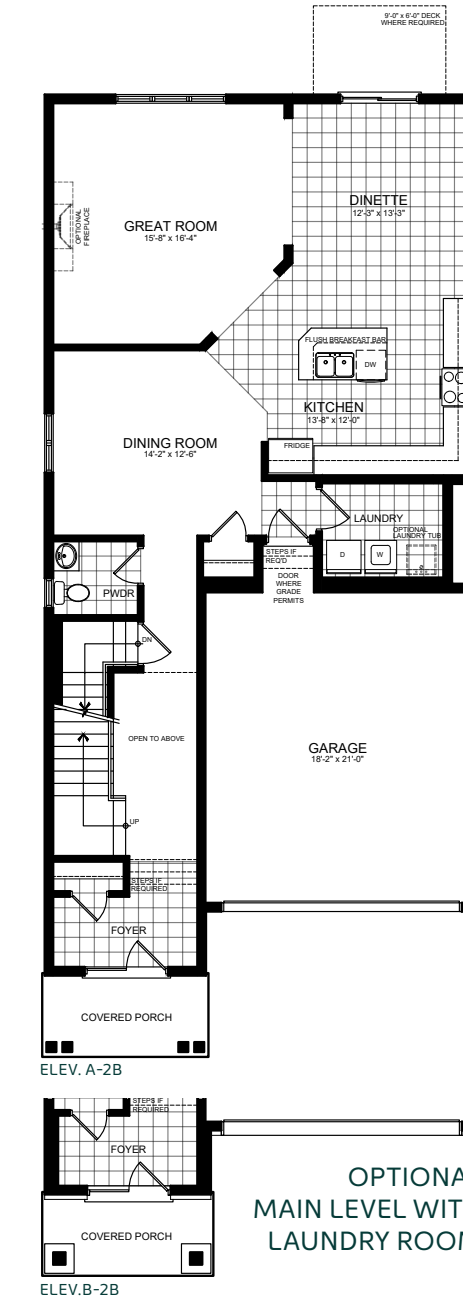 9'-0" x 6'-0" DECK
WHERE REQUIRED
DINETTE
12'-3" x 13'-3"
GREAT ROOM
15'-8" x 16'-4"
OPTIONAL
FIREPLACE
FLUSH BREAKFAST BAR
DW
KITCHEN
13'-8" x 12'-0"
DINING ROOM
14'-2" x 12'-6"
FRIDGE
LAUNDRY
OPTIONAL
LAUNDRY TUB
STEPS IF
REQ'D
D
W
DOOR
WHERE
GRADE
PERMITS
PWDR
DN
OPEN TO ABOVE
GARAGE
18'-2" x 21'-0"
UP
STEPS IF
REQUIRED
FOYER
COVERED PORCH
ELEV. A-2B
STEPS IF
REQUIRED
FOYER
COVERED PORCH
ELEV.B-2B
OPTIONA
MAIN LEVEL WIT
LAUNDRY ROOM